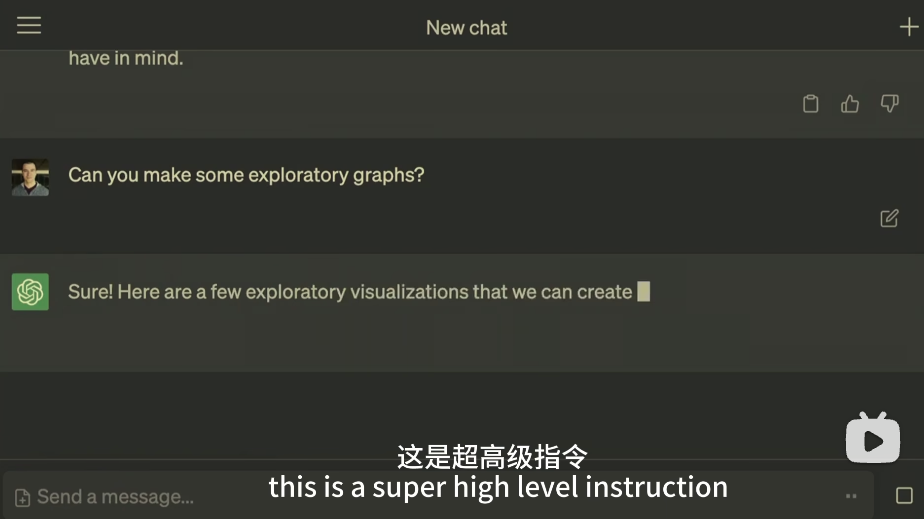 New chat
have in mind.
Can you make some exploratory graphs?
Sure! Here are a few exploratory visualizations that we can create
这是超高级指令
Send a message...
this is a super high level instruction